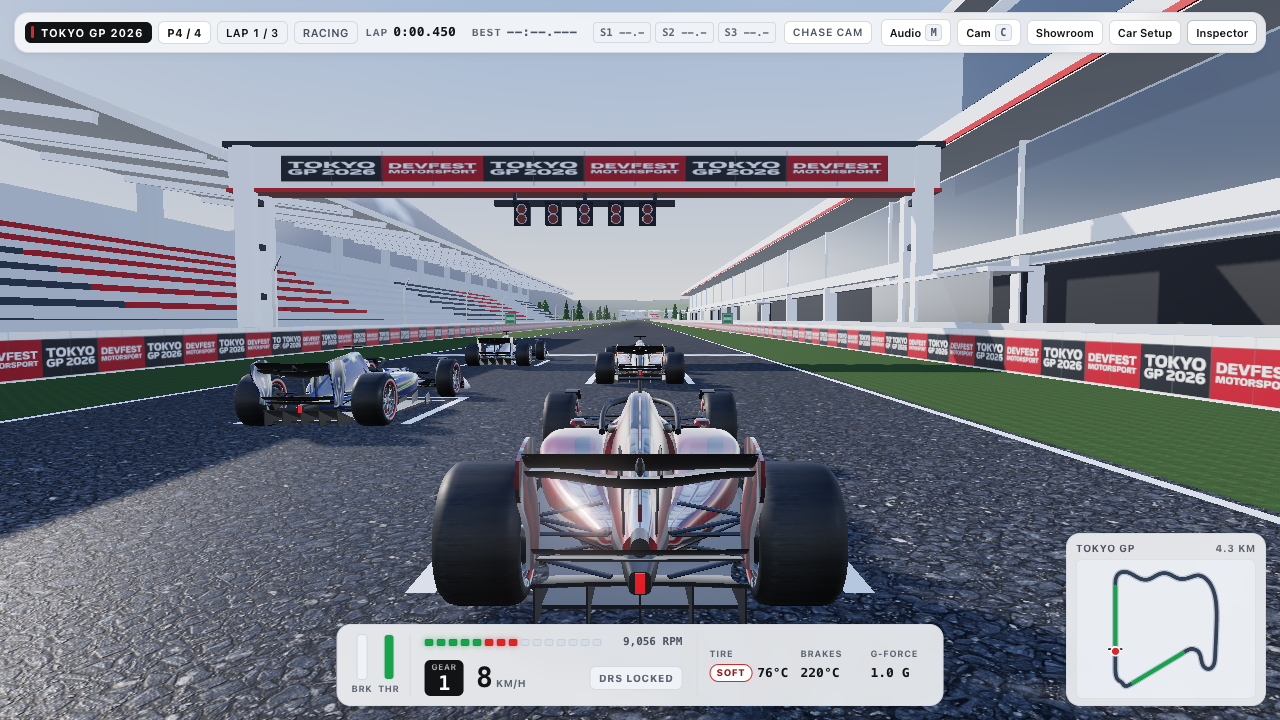 TOKYO GP 2026 P4 / 4 LAP 1 / 3 RACING LAP 0:00.450 BEST --:--.--- S1 --.- S2 --.- S3 --.- CHASE CAM Audio M Cam C Showroom Car Setup Inspector
TOKYO GP 2026 DEVFEST MOTORSPORT TOKYO GP 2026 DEVFEST MOTORSPORT TOKYO GP 2026 DEVFEST MOTORSPORT
TOKYO GP 2026 DEVFEST MOTORSPORT TOKYO GP 2026 DEVFEST MOTORSPORT TOKYO GP 2026
DEVFEST MOTORSPORT TOKYO GP 2026 DEVFEST MOTORSPORT TOKYO GP 2026
TOKYO GP 4.3 KM
BRK THR
9,056 RPM
GEAR
1
8 KM/H
DRS LOCKED
TIRE BRAKES G-FORCE
SOFT 76°C 220°C 1.0 G